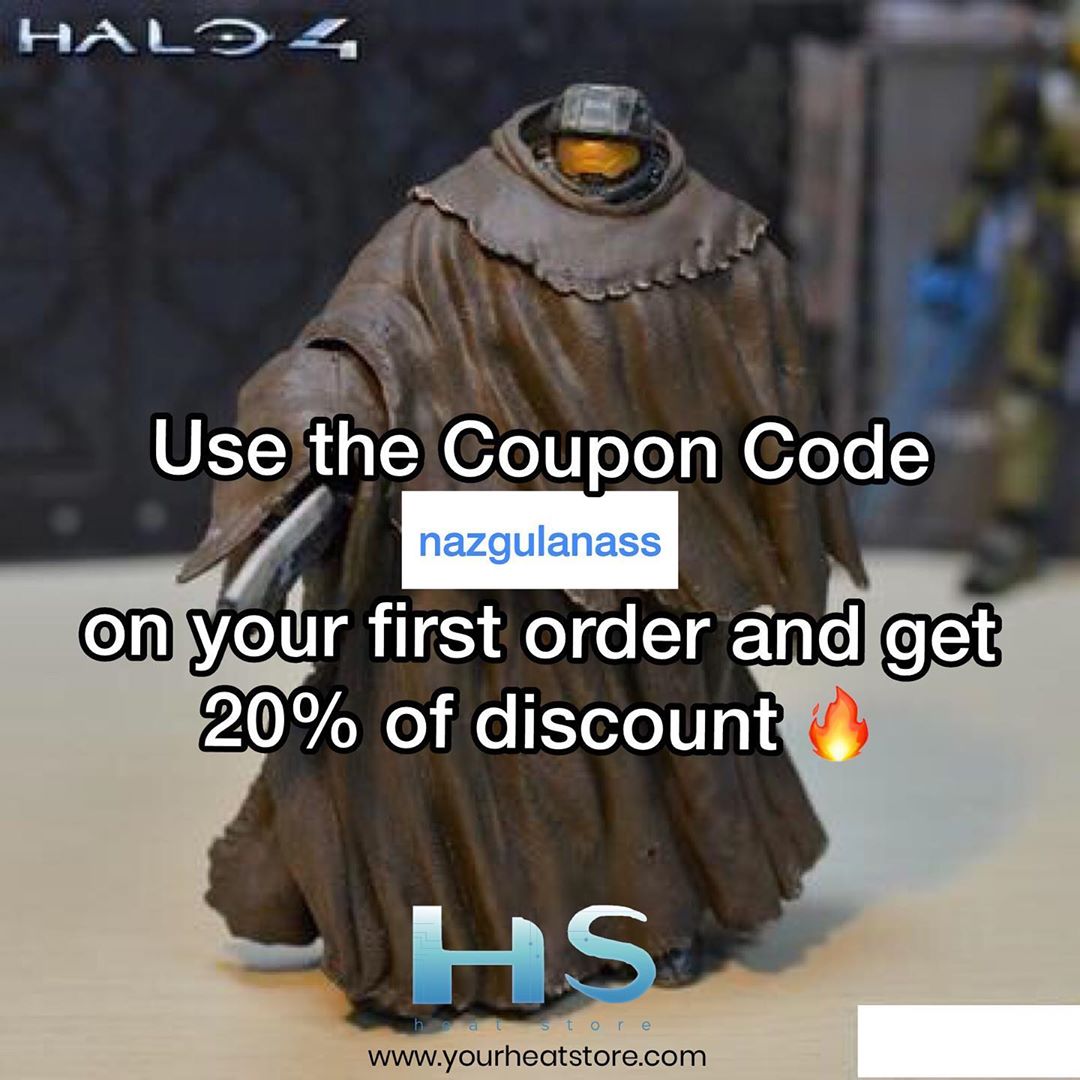 HALO 4
Use the Coupon Code
nazgulanass
on your first order and get
20% of discount 🔥
HS
heat store
www.yourheatstore.com